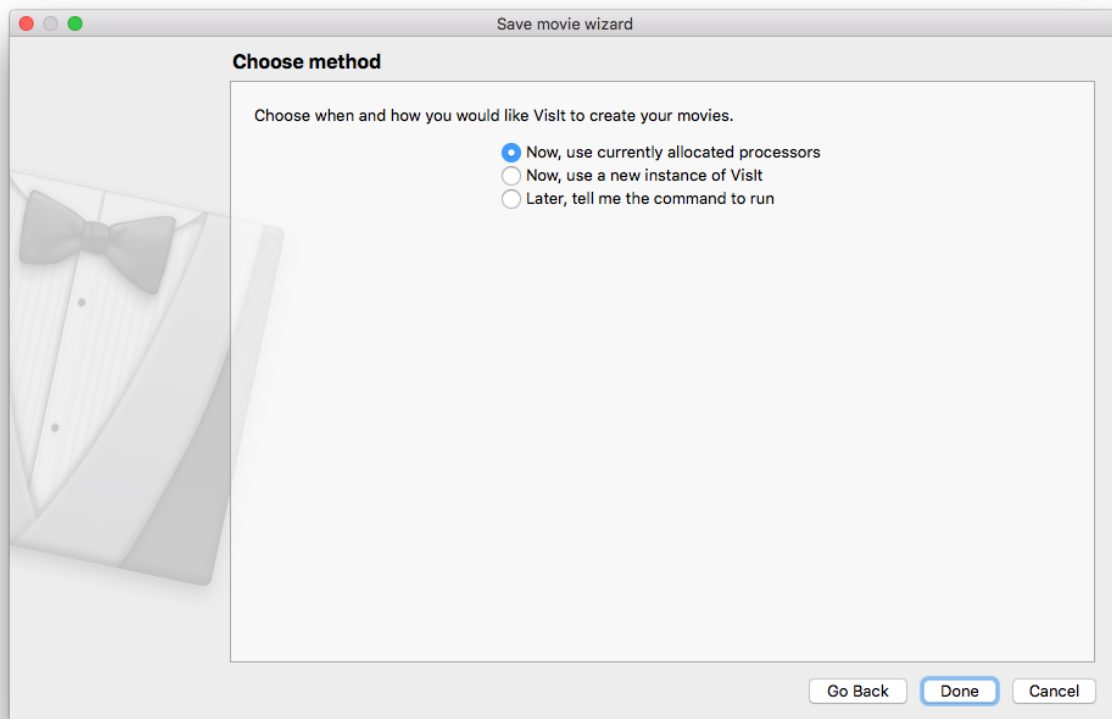 Save movie wizard
Choose method
Choose when and how you would like VisIt to create your movies.
Now, use currently allocated processors
Now, use a new instance of VisIt
Later, tell me the command to run
Go Back Done Cancel